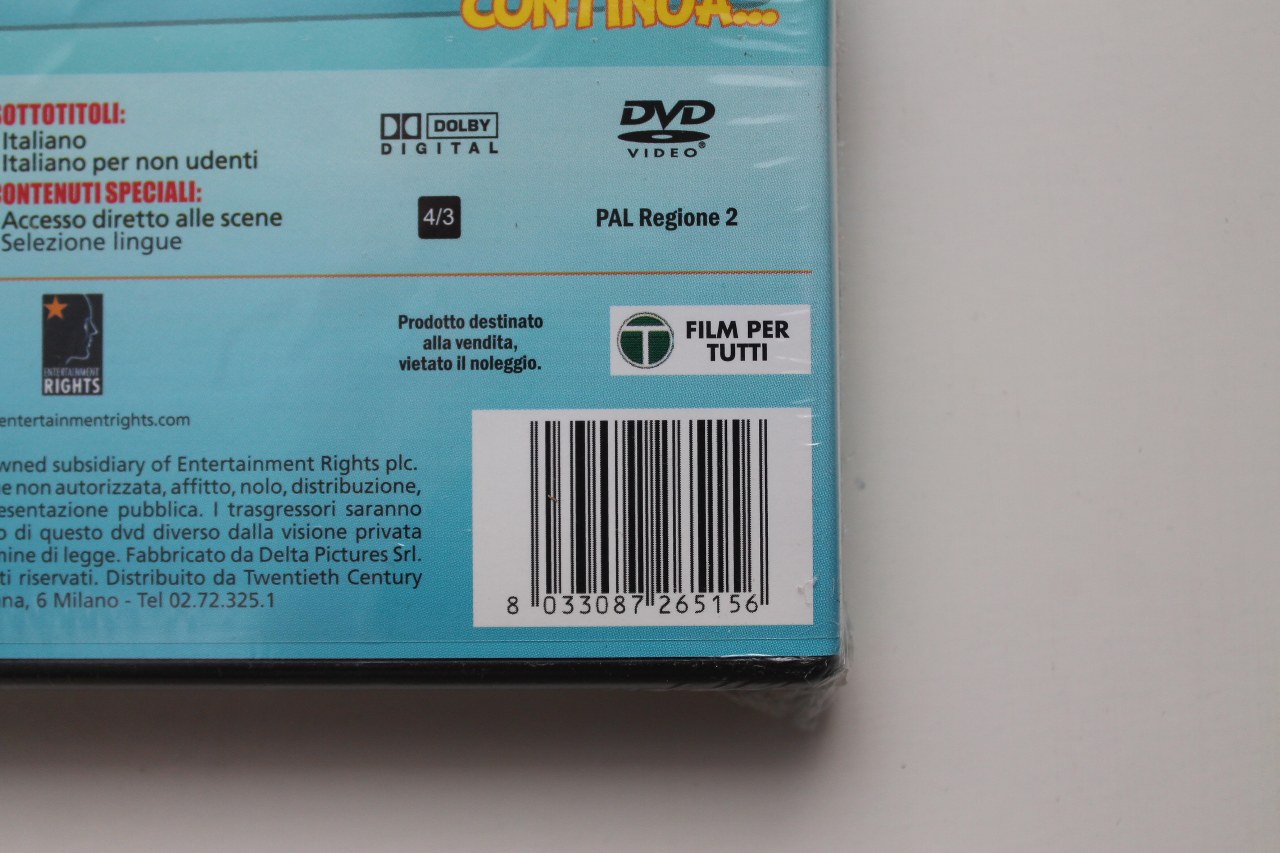 CONTINUA...
SOTTOTITOLI:
Italiano
Italiano per non udenti
CONTENUTI SPECIALI:
Accesso diretto alle scene
Selezione lingue
DOLBY
DIGITAL
DVD
VIDEO®
4/3
PAL Regione 2
ENTERTAINMENT
RIGHTS
Prodotto destinato
alla vendita,
vietato il noleggio.
T
FILM PER
TUTTI
entertainmentrights.com
wned subsidiary of Entertainment Rights plc.
e non autorizzata, affitto, nolo, distribuzione,
esentazione pubblica. I trasgressori saranno
o di questo dvd diverso dalla visione privata
mine di legge. Fabbricato da Delta Pictures Srl.
ti riservati. Distribuito da Twentieth Century
na, 6 Milano - Tel 02.72.325.1
8 033087 265156